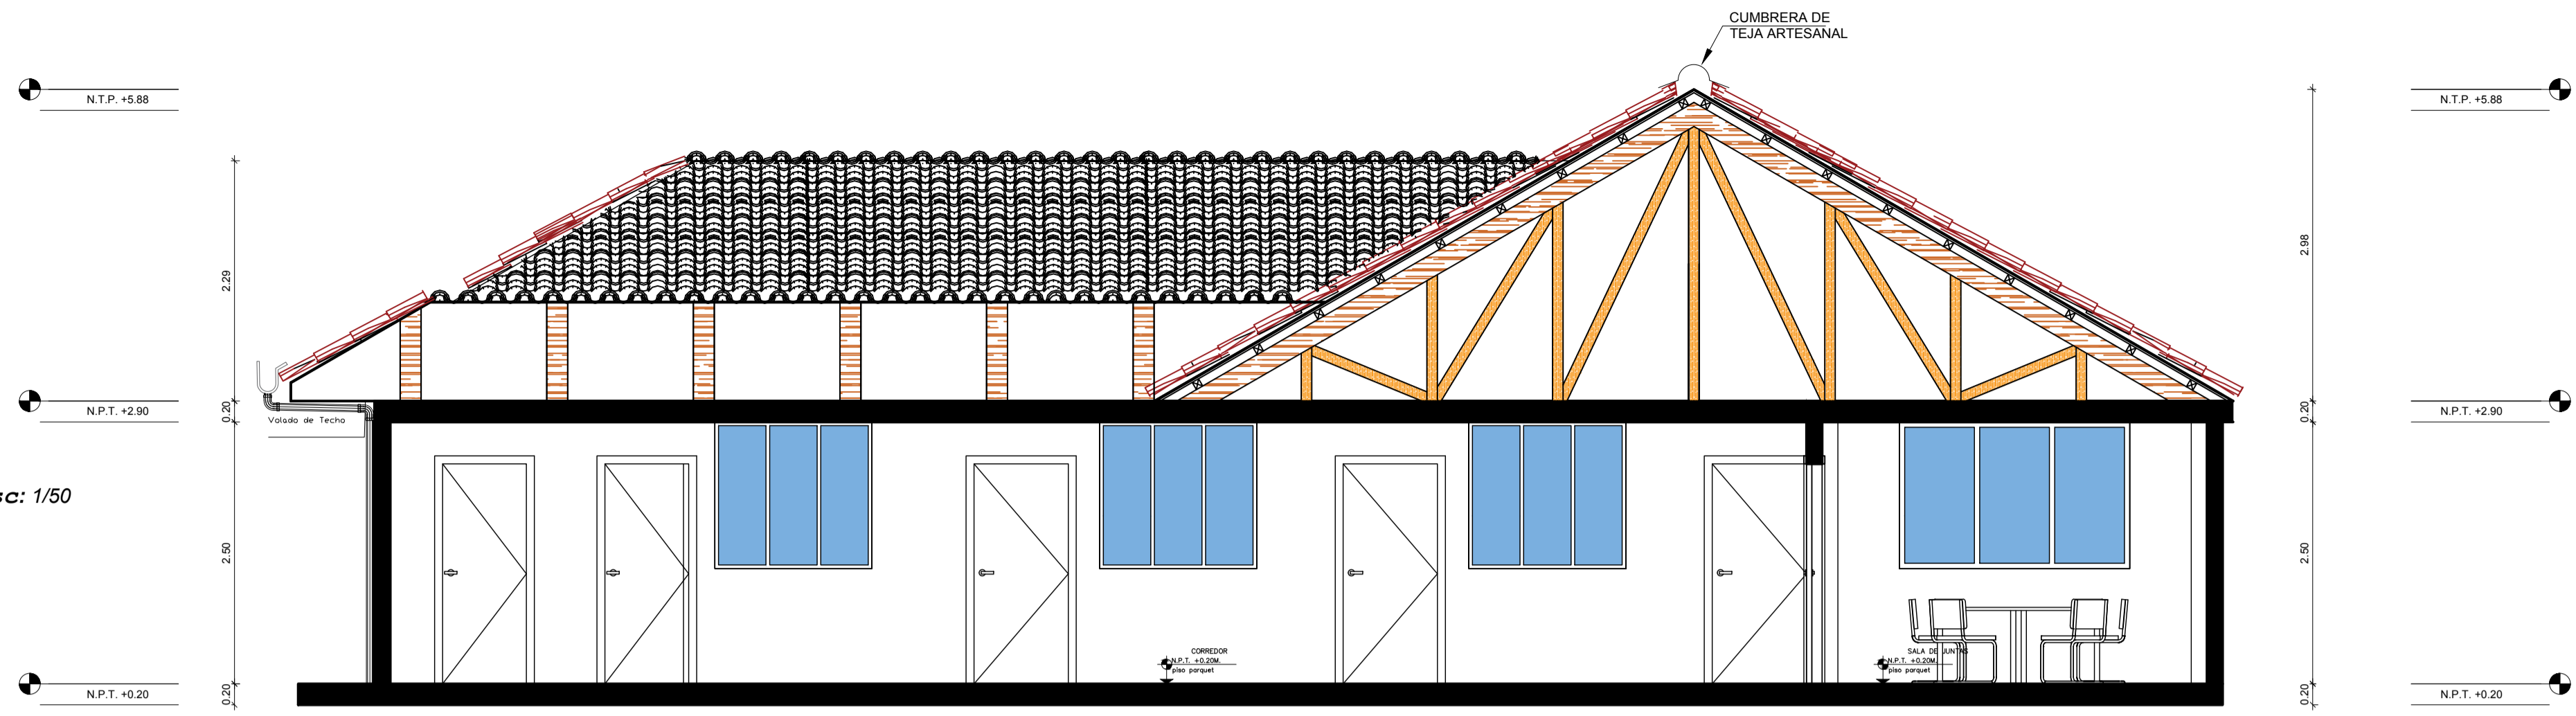 CUMBRERA DE
TEJA ARTESANAL
N.T.P. +5.88
N.T.P. +5.88
2.29
2.98
N.P.T. +2.90
0.20
Volado de Techo
0.20
N.P.T. +2.90
1/50
2.50
2.50
CORREDOR
N.P.T. +0.20M.
piso parquet
SALA DE JUNTAS
N.P.T. +0.20M.
piso parquet
N.P.T. +0.20
0.20
0.20
N.P.T. +0.20